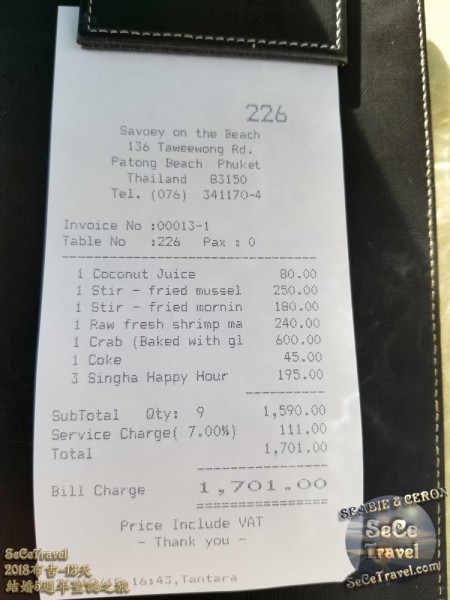 226
Savoey on the Beach
136 Taweewong Rd.
Patong Beach Phuket
Thailand 83150
Tel. (076) 341170-4
Invoice No :00013-1
Table No :226 Pax : 0
1 Coconut Juice 80.00
1 Stir - fried mussel 250.00
1 Stir - fried mornin 180.00
1 Raw fresh shrimp ma 240.00
1 Crab (Baked with gl 600.00
1 Coke 45.00
3 Singha Happy Hour 195.00
SubTotal Qty: 9 1,590.00
Service Charge( 7.00%) 111.00
Total 1,701.00
Bill Charge 1,701.00
Price Include VAT
- Thank you -
16:43,Tantara
SeCeTravel
2018布吉-13天
結婚5週年
SEABIE & CERON
SeCe
Travel
.com
SeCeTravel.com